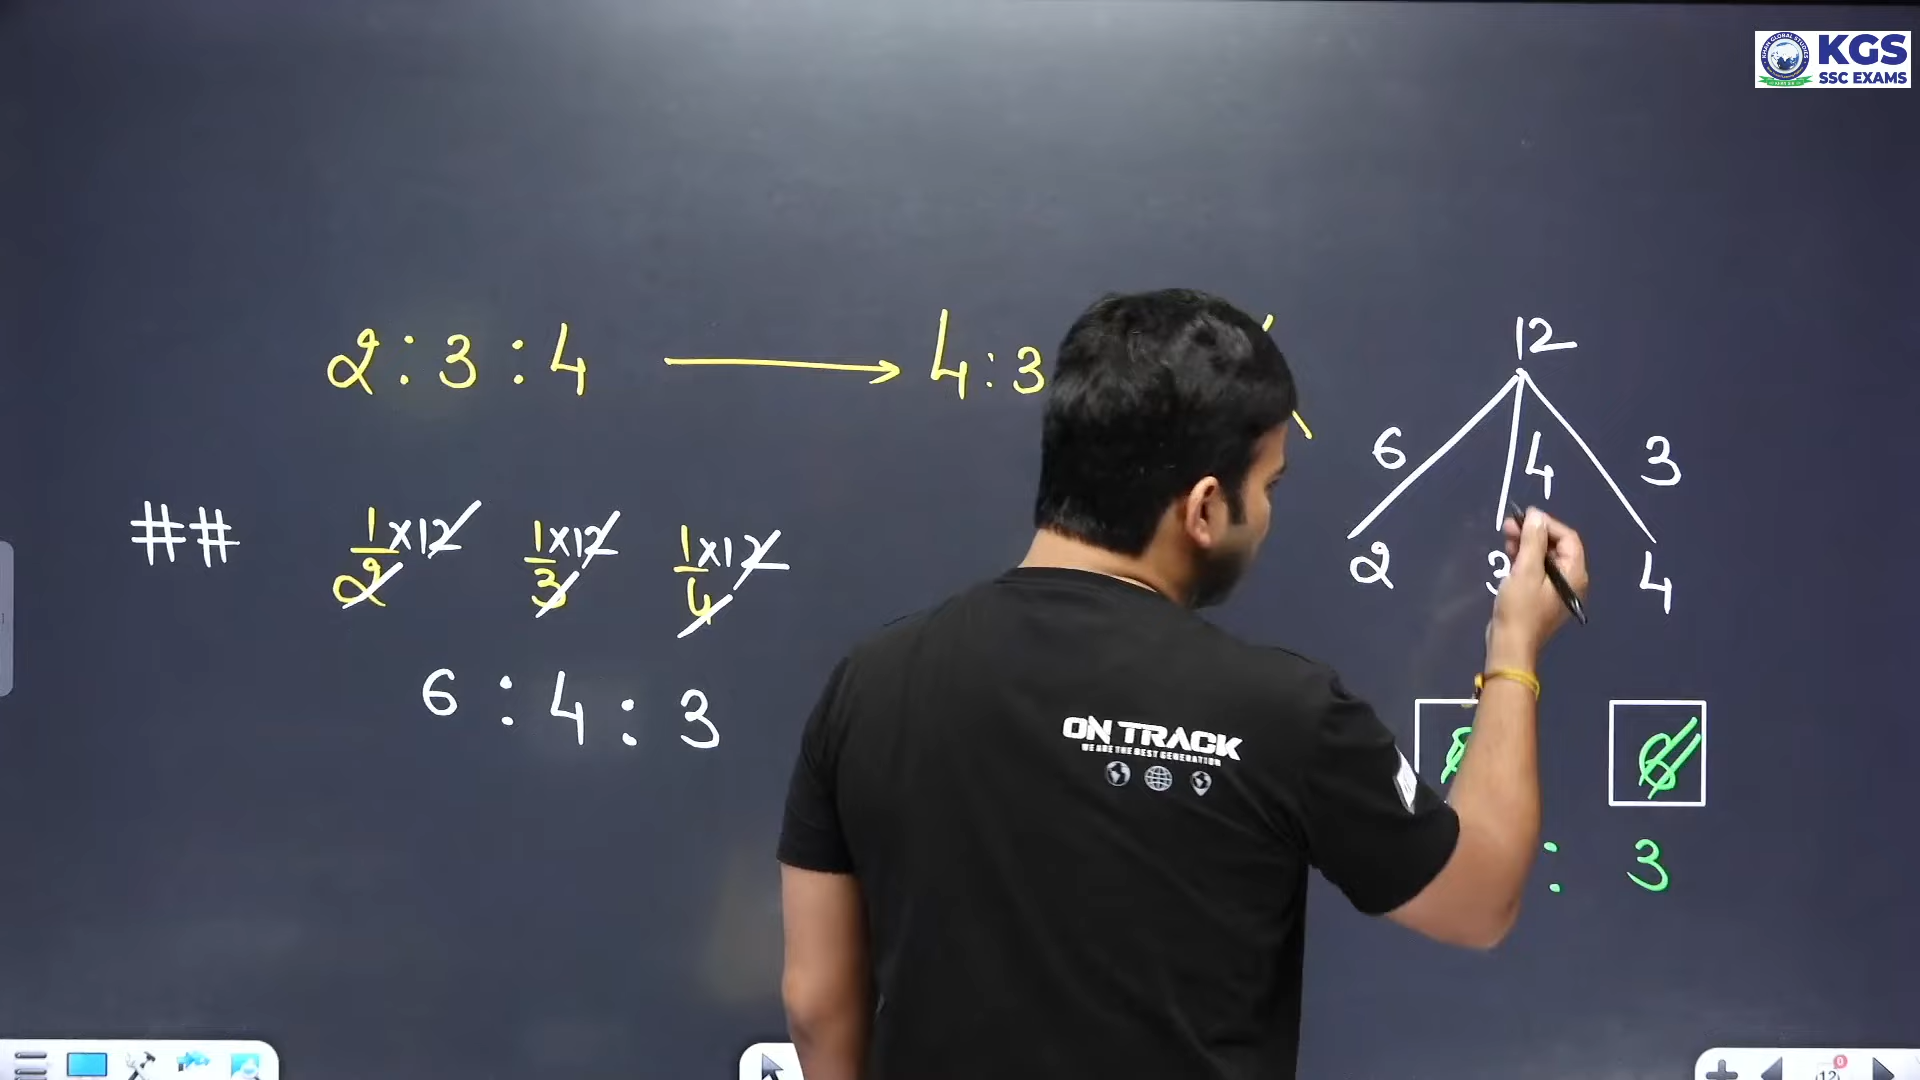 KGS
SSC EXAMS
12
2 : 3 : 4 → 4 : 3
6 4 3
## 1/2 ×12 1/3 ×12 1/4 ×12
2 3 4
6 : 4 : 3
ON TRACK
WE ARE THE BEST GENERATION
: 3